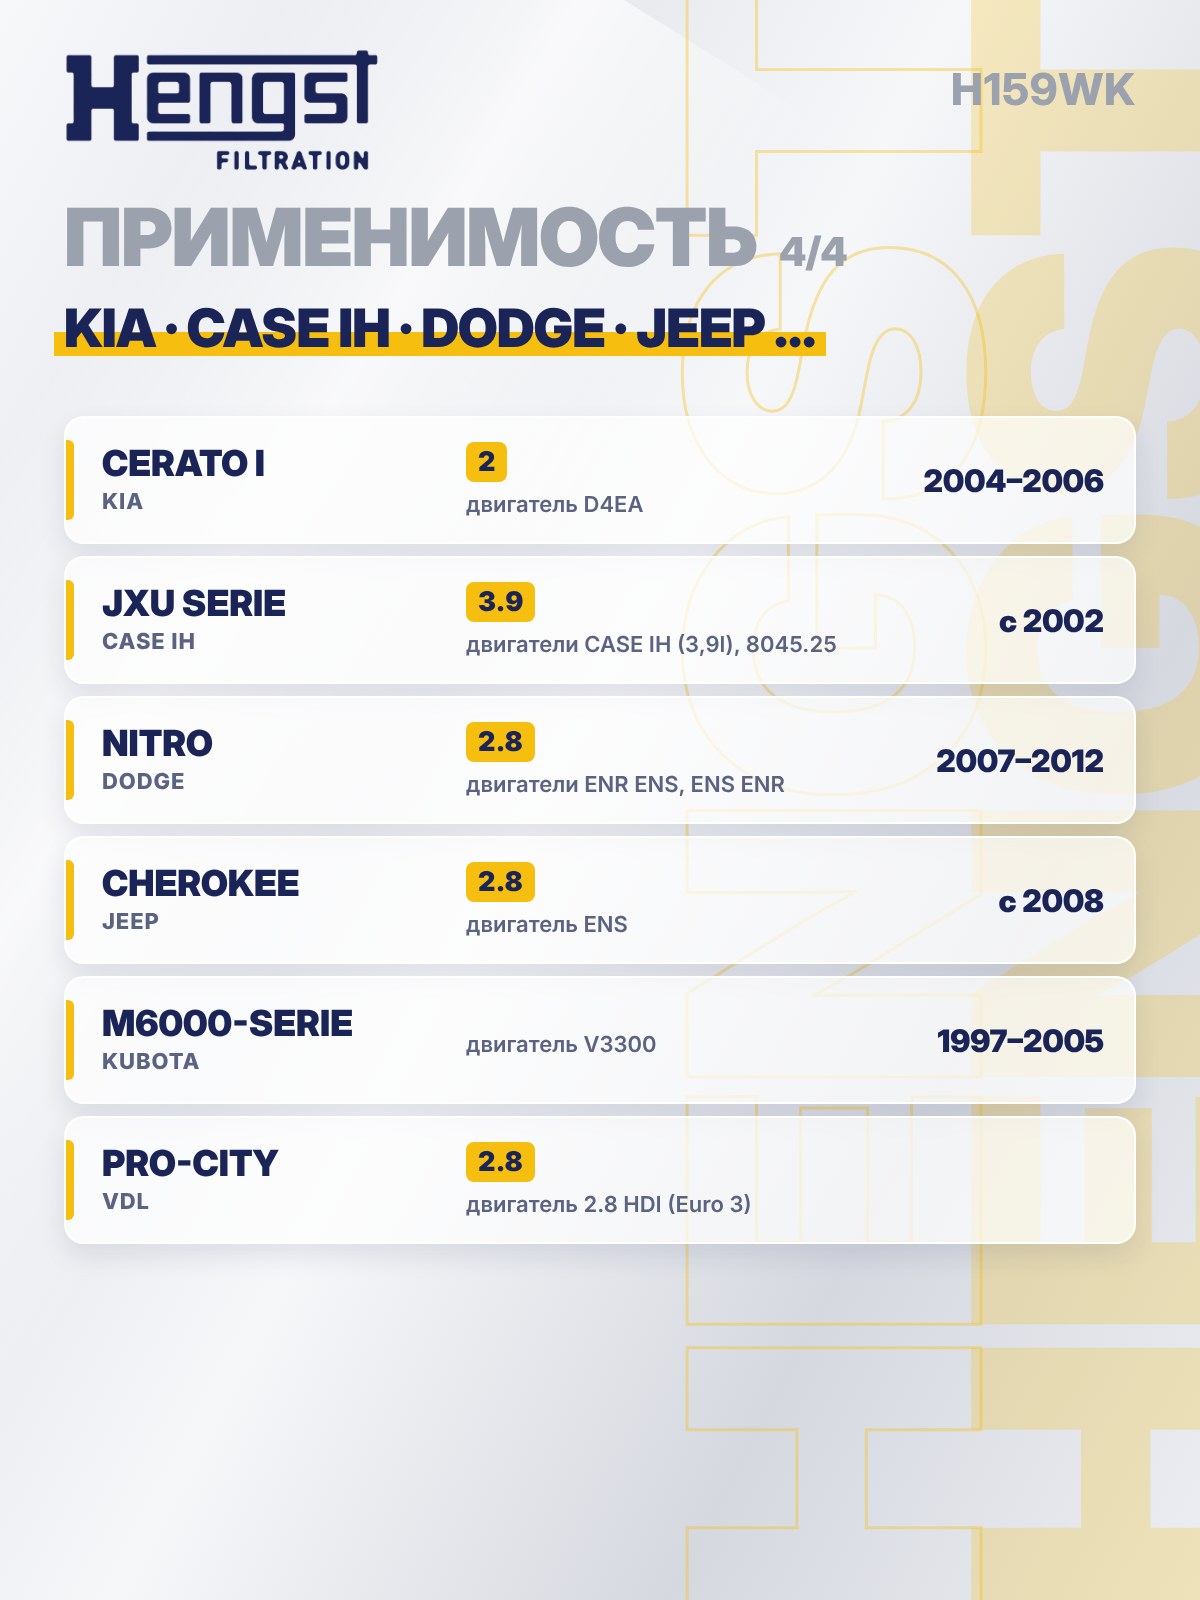 Hengst
FILTRATION
H159WK
ПРИМЕНИМОСТЬ 4/4
KIA · CASE IH · DODGE · JEEP ...
CERATO I
KIA
2
двигатель D4EA
2004–2006
JXU SERIE
CASE IH
3.9
двигатели CASE IH (3,9l), 8045.25
с 2002
NITRO
DODGE
2.8
двигатели ENR ENS, ENS ENR
2007–2012
CHEROKEE
JEEP
2.8
двигатель ENS
с 2008
M6000-SERIE
KUBOTA
двигатель V3300
1997–2005
PRO-CITY
VDL
2.8
двигатель 2.8 HDI (Euro 3)
HENGST
HENGST